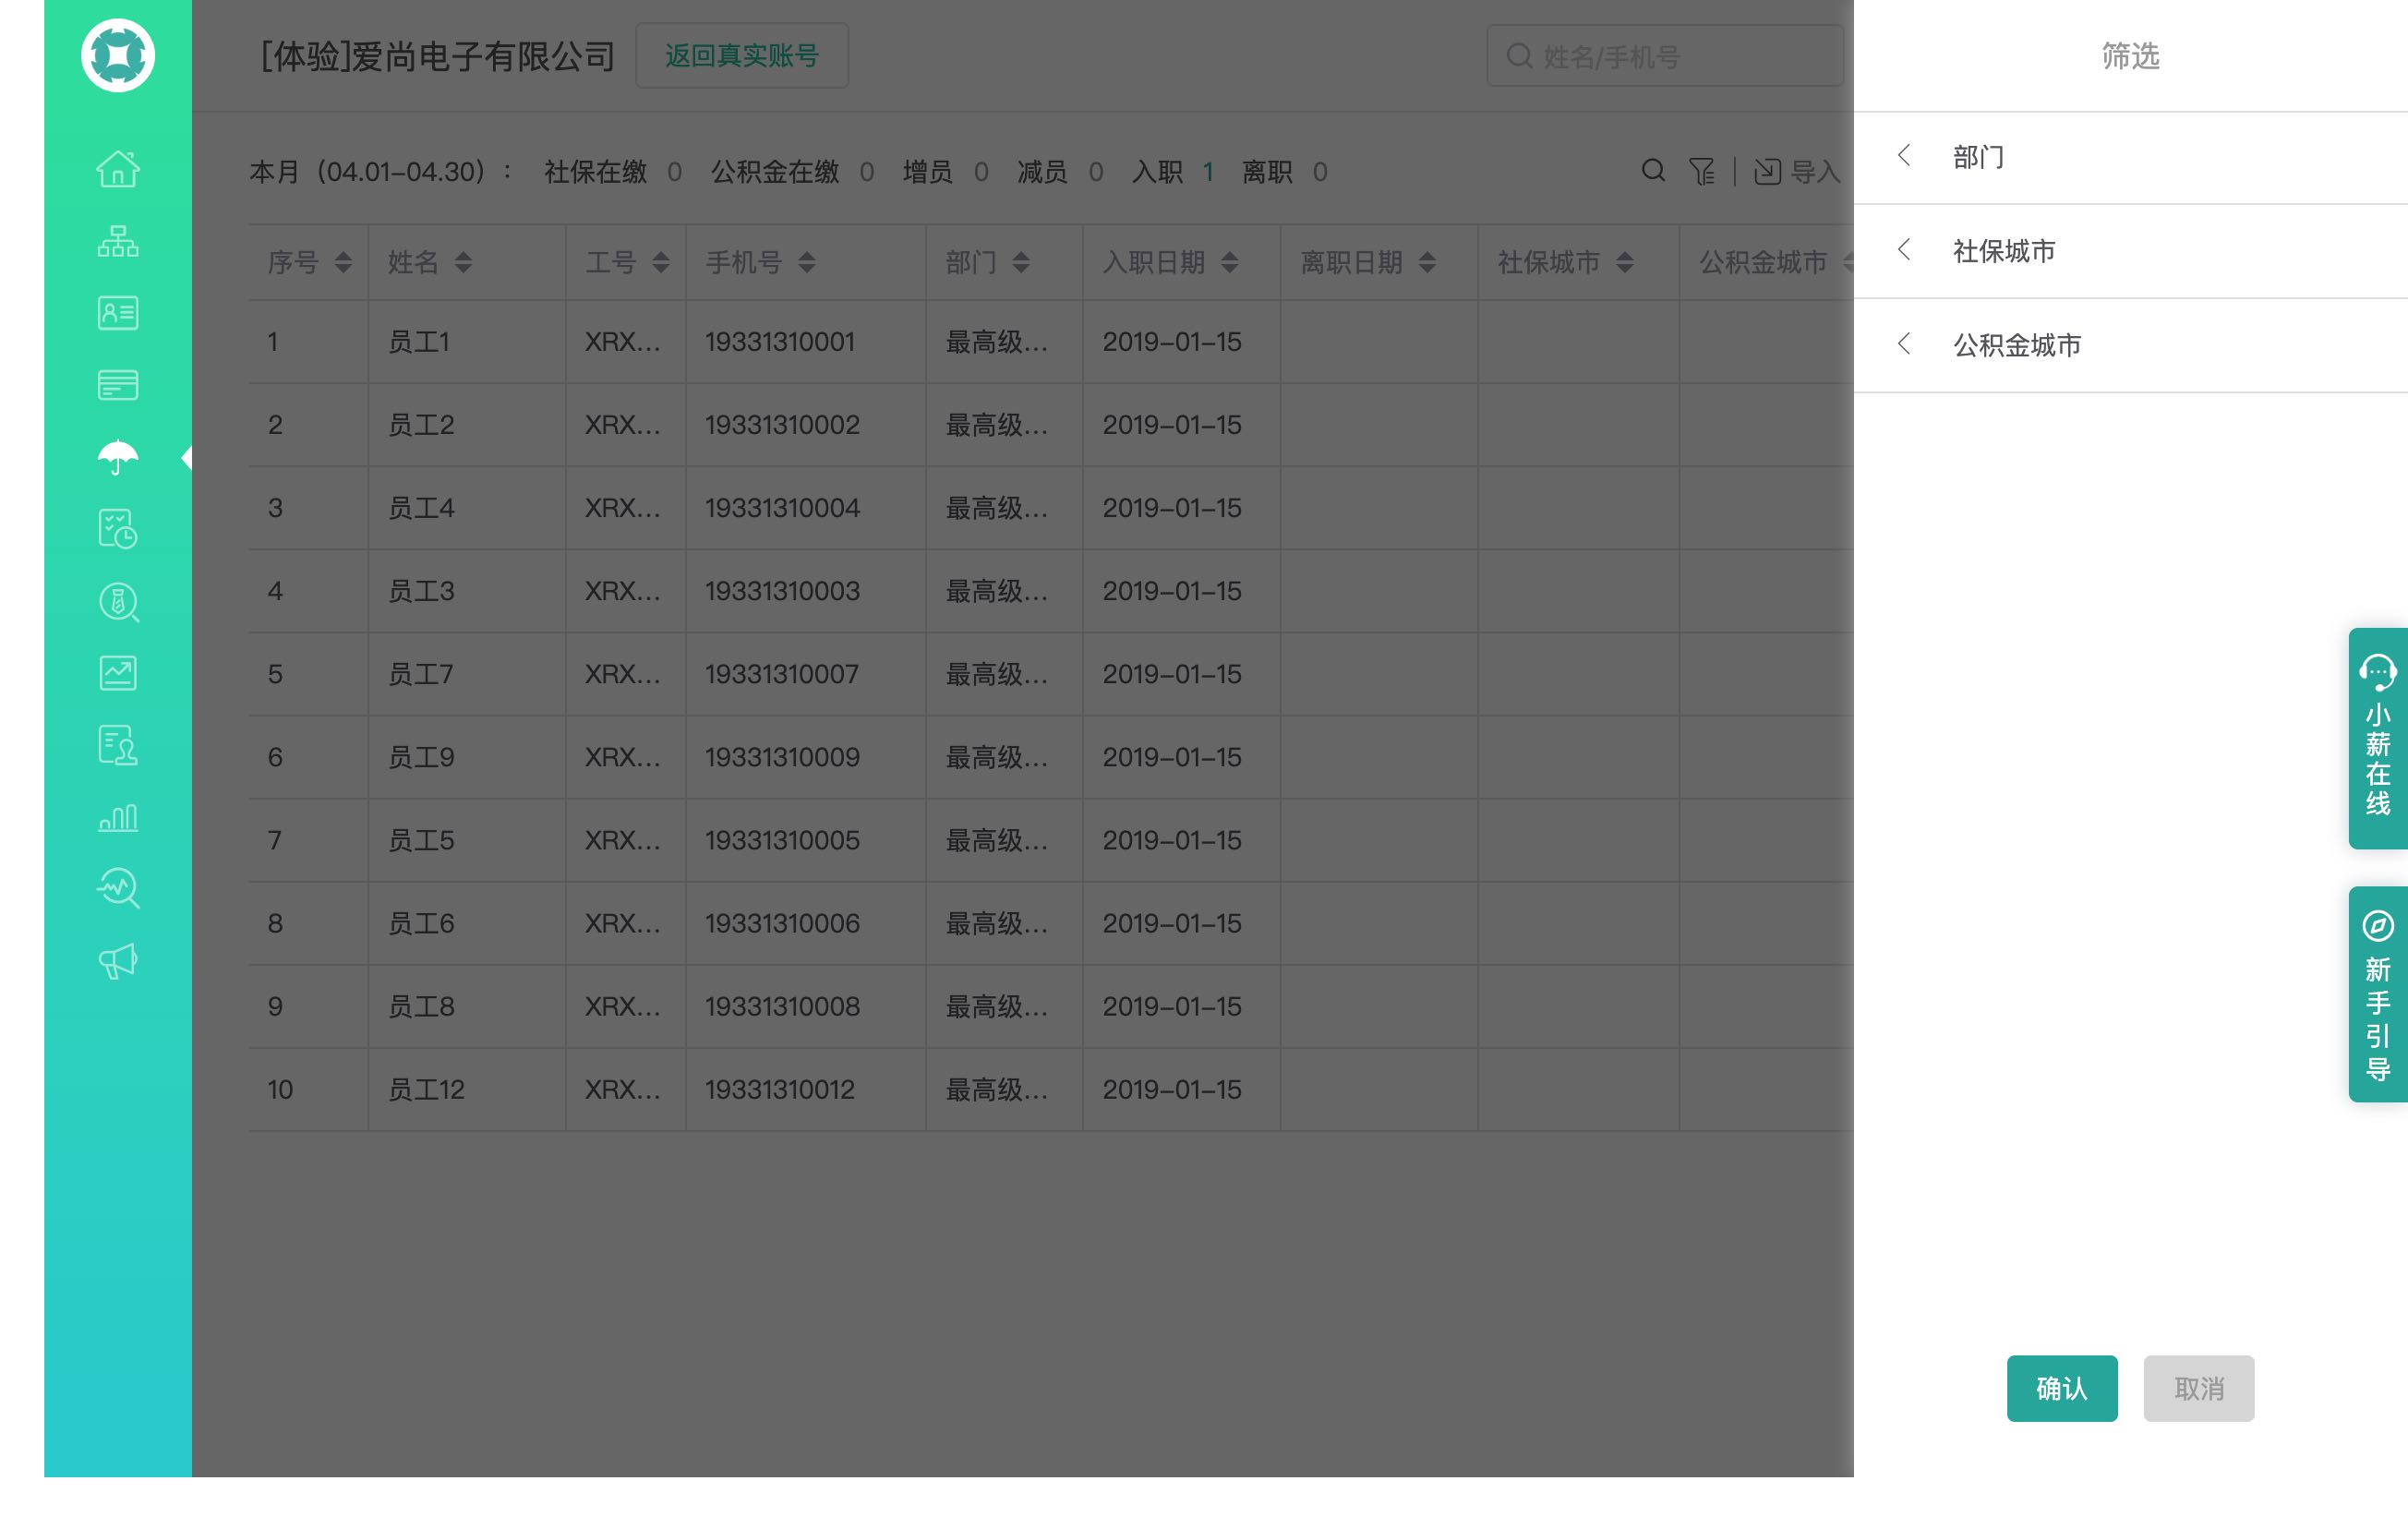 [体验]爱尚电子有限公司 返回真实账号 姓名/手机号 筛选
本月（04.01-04.30）： 社保在缴 0 公积金在缴 0 增员 0 减员 0 入职 1 离职 0 导入
序号 姓名 工号 手机号 部门 入职日期 离职日期 社保城市 公积金城市
1 员工1 XRX... 19331310001 最高级... 2019-01-15
2 员工2 XRX... 19331310002 最高级... 2019-01-15
3 员工4 XRX... 19331310004 最高级... 2019-01-15
4 员工3 XRX... 19331310003 最高级... 2019-01-15
5 员工7 XRX... 19331310007 最高级... 2019-01-15
6 员工9 XRX... 19331310009 最高级... 2019-01-15
7 员工5 XRX... 19331310005 最高级... 2019-01-15
8 员工6 XRX... 19331310006 最高级... 2019-01-15
9 员工8 XRX... 19331310008 最高级... 2019-01-15
10 员工12 XRX... 19331310012 最高级... 2019-01-15
部门
社保城市
公积金城市
小薪在线
新手引导
确认 取消